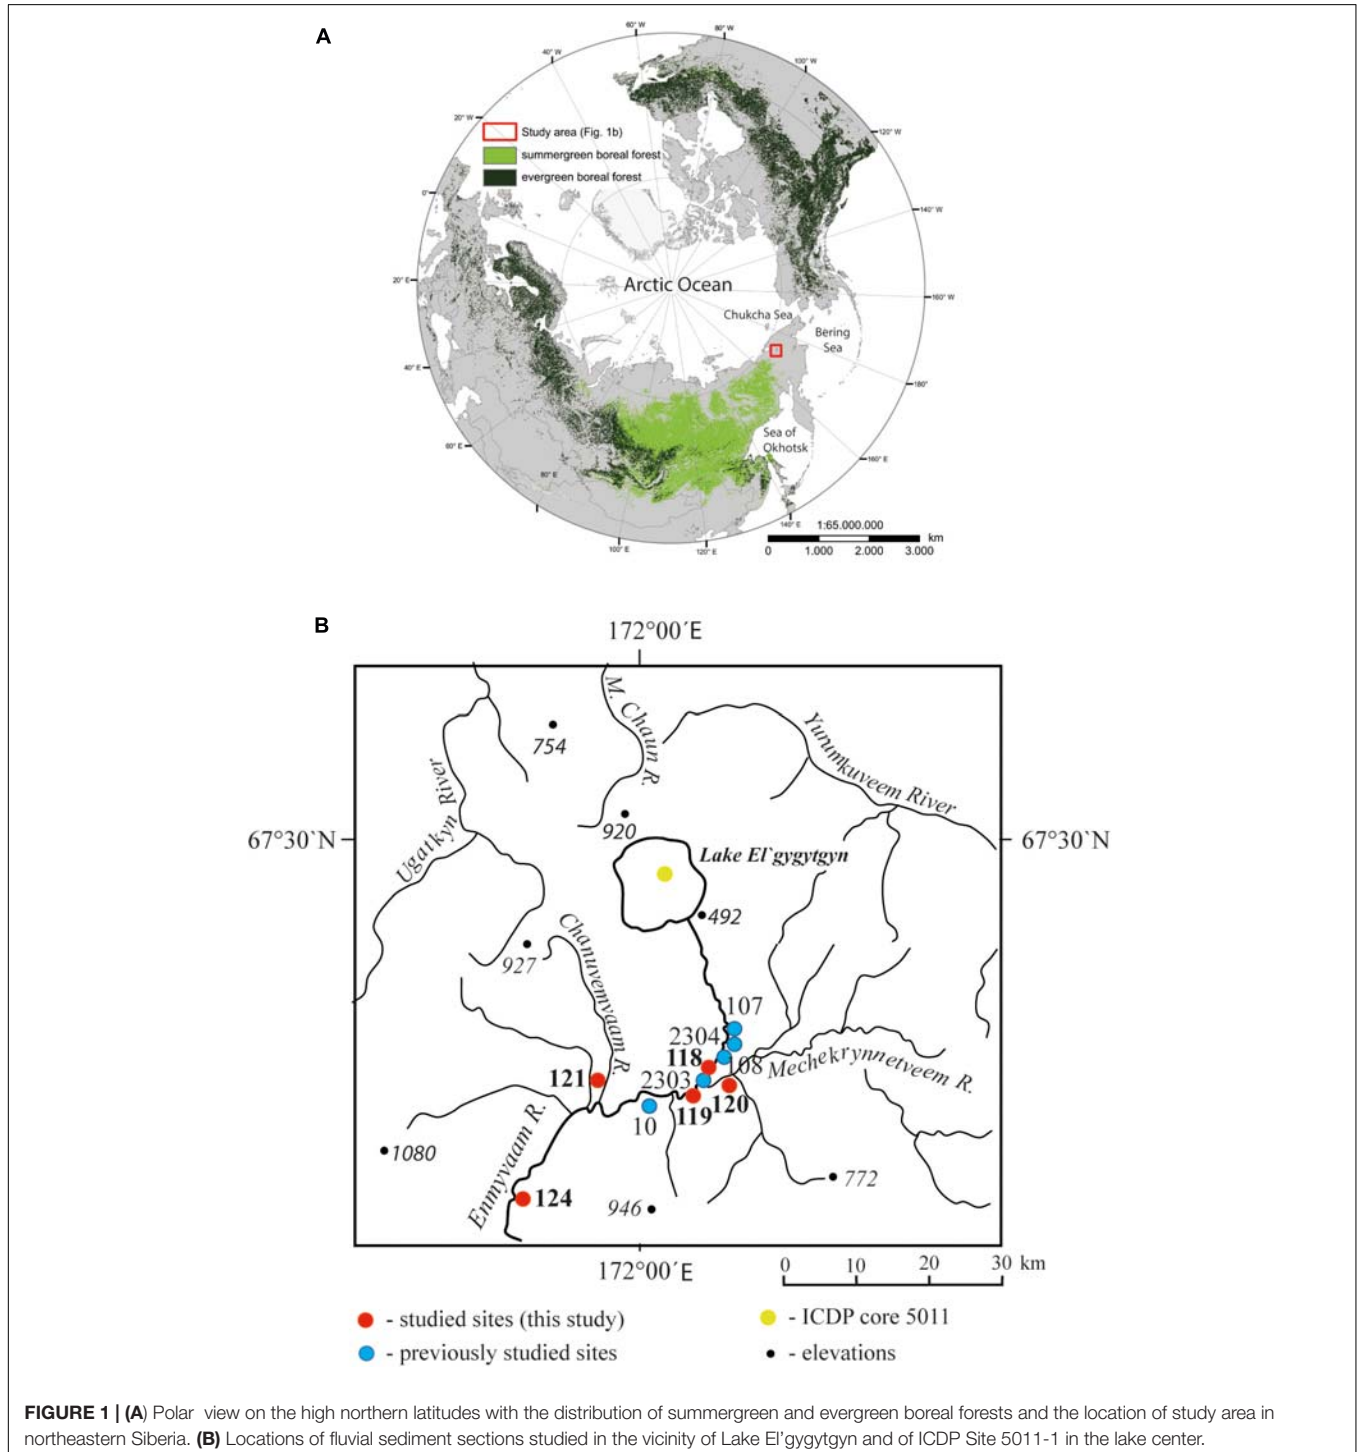 A
60° W
80° W
40° W
100° W
20° W
120° W
Study area (Fig. 1b)
summergreen boreal forest
evergreen boreal forest
0°
140° W
20° E
Arctic Ocean
160° W
Chukcha Sea
Bering
Sea
40° E
180°
Sea of
Okhotsk
60° E
160° E
80° E
140° E
100° E
120° E
1:65.000.000
km
0 1.000 2.000 3.000
B
172°00´E
M. Chaun R.
754
Yurumkuveem River
Ugatkyn River
920
67°30`N
67°30`N
Lake El`gygytgyn
492
Chanuvemvaam R.
927
107
2304
118
108
Mechekrynnetveem R.
121
2303
119
120
10
Enmyvaam R.
1080
772
124
946
172°00´E
0 10 20 30 km
- studied sites (this study)
- ICDP core 5011
- previously studied sites
- elevations
FIGURE 1 | (A) Polar view on the high northern latitudes with the distribution of summergreen and evergreen boreal forests and the location of study area in
northeastern Siberia. (B) Locations of fluvial sediment sections studied in the vicinity of Lake El'gygytgyn and of ICDP Site 5011-1 in the lake center.